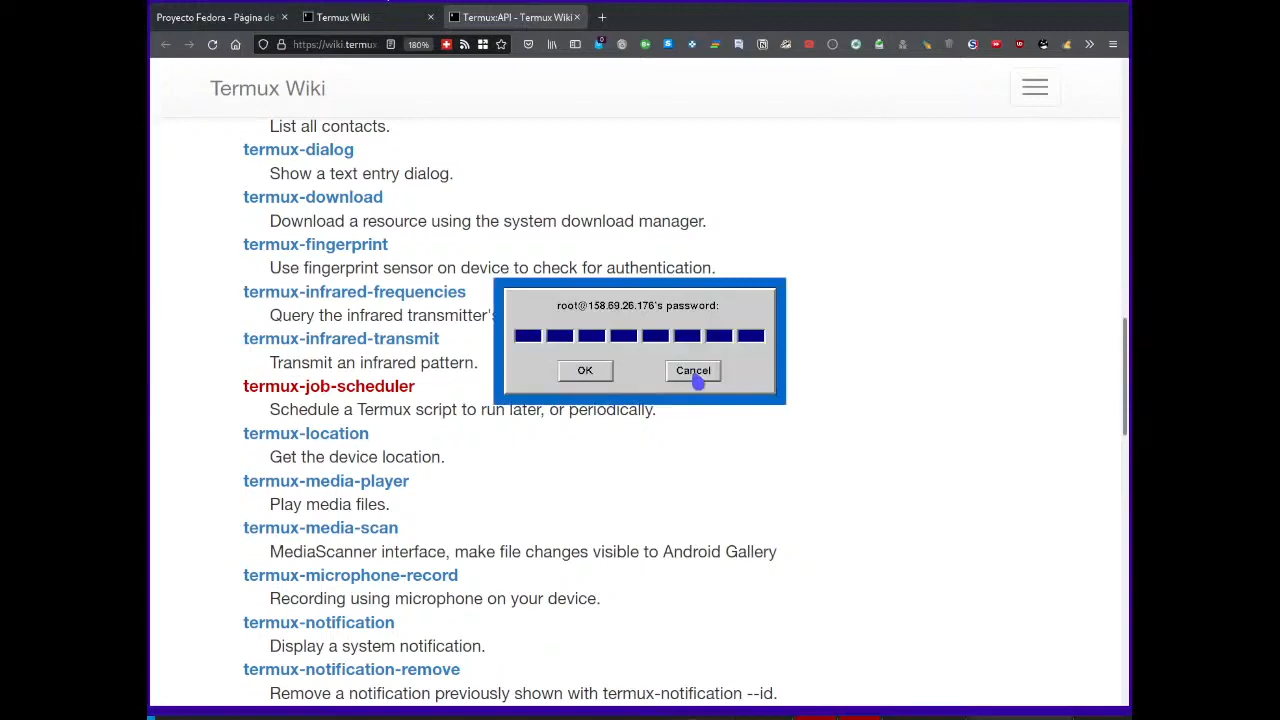 Proyecto Fedora - Página de
Termux Wiki
Termux:API - Termux Wiki
https://wiki.termux.
180%
Termux Wiki
List all contacts.
termux-dialog
Show a text entry dialog.
termux-download
Download a resource using the system download manager.
termux-fingerprint
Use fingerprint sensor on device to check for authentication.
termux-infrared-frequencies
Query the infrared transmitter's
termux-infrared-transmit
Transmit an infrared pattern.
root@158.69.26.176's password:
OK
Cancel
termux-job-scheduler
Schedule a Termux script to run later, or periodically.
termux-location
Get the device location.
termux-media-player
Play media files.
termux-media-scan
MediaScanner interface, make file changes visible to Android Gallery
termux-microphone-record
Recording using microphone on your device.
termux-notification
Display a system notification.
termux-notification-remove
Remove a notification previously shown with termux-notification --id.